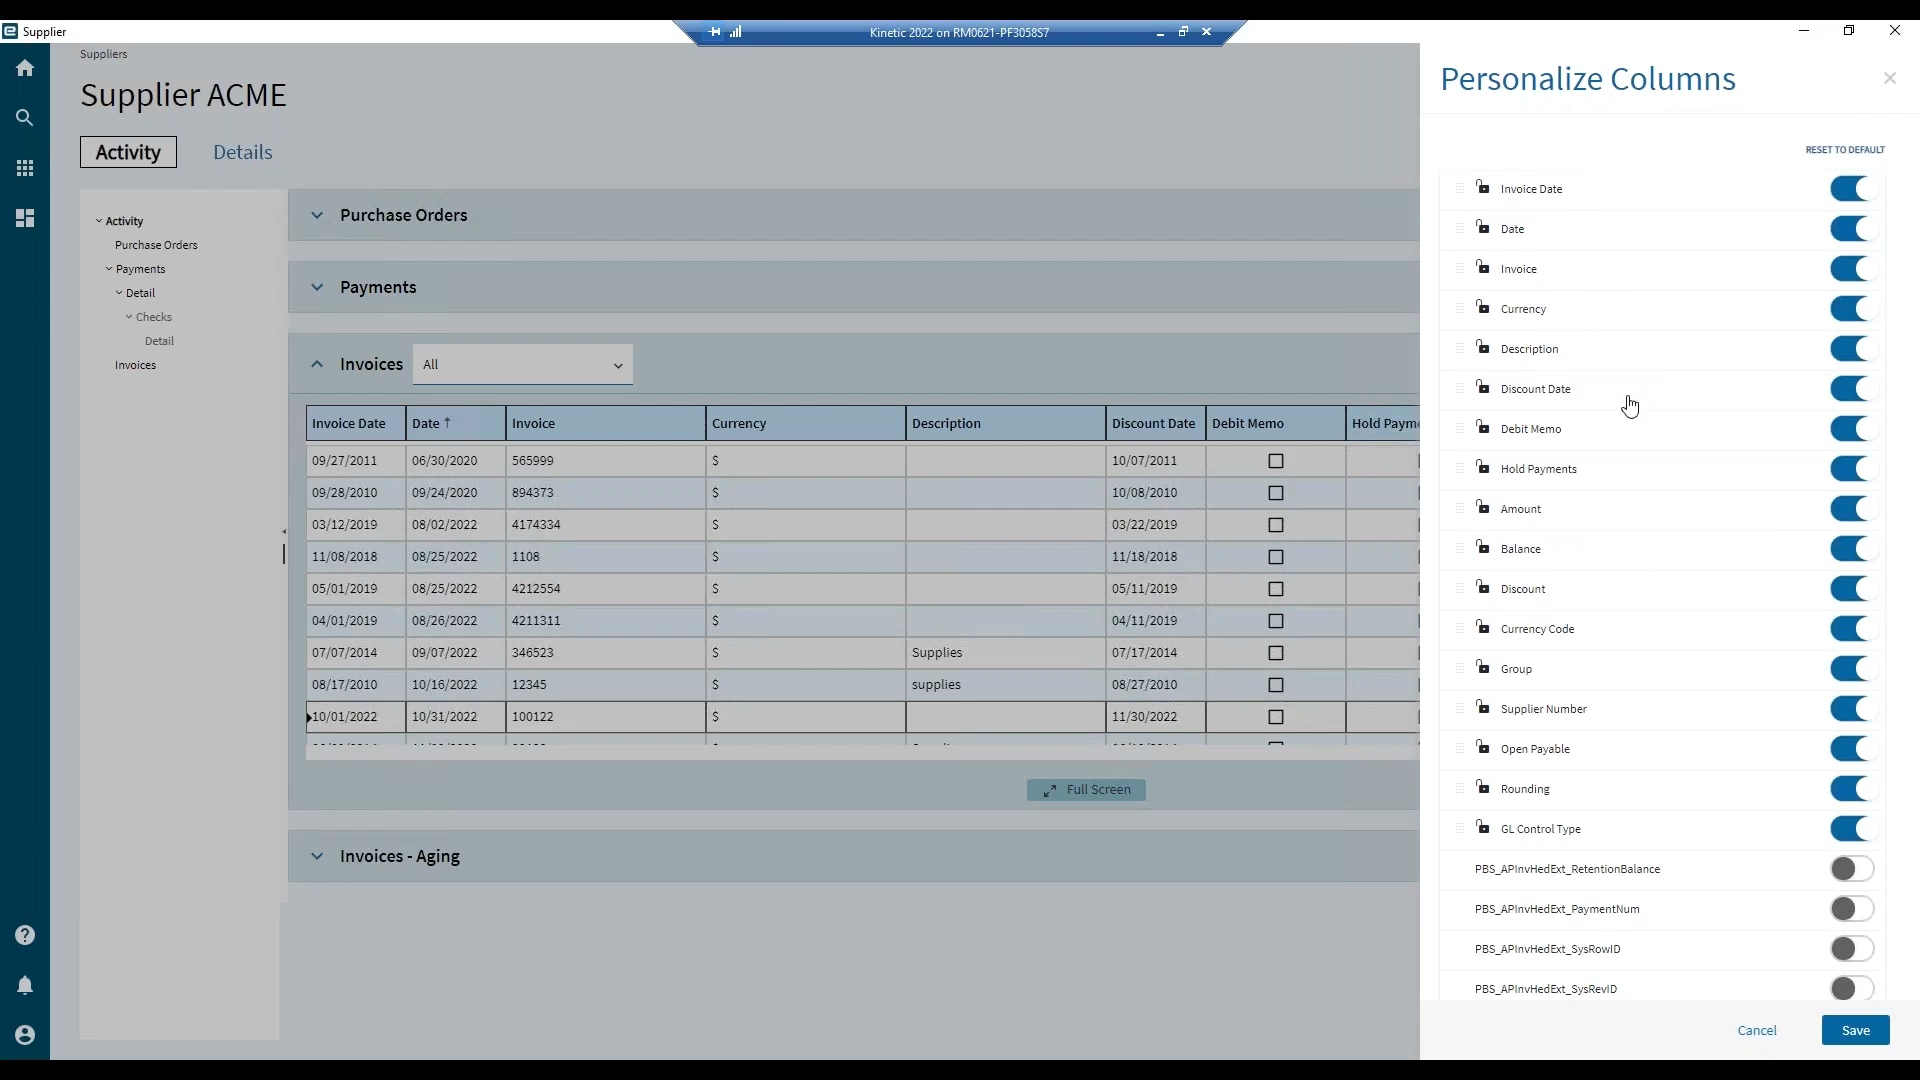 Supplier
Kinetic 2022 on RM0621-PF3058S7
Suppliers
Supplier ACME
Activity
Details
Activity
Purchase Orders
Payments
Detail
Checks
Detail
Invoices
Purchase Orders
Payments
Invoices
All
Invoice Date Date ↑ Invoice Currency Description Discount Date Debit Memo Hold Payme
09/27/2011 06/30/2020 565999 $ 10/07/2011
09/28/2010 09/24/2020 894373 $ 10/08/2010
03/12/2019 08/02/2022 4174334 $ 03/22/2019
11/08/2018 08/25/2022 1108 $ 11/18/2018
05/01/2019 08/25/2022 4212554 $ 05/11/2019
04/01/2019 08/26/2022 4211311 $ 04/11/2019
07/07/2014 09/07/2022 346523 $ Supplies 07/17/2014
08/17/2010 10/16/2022 12345 $ supplies 08/27/2010
10/01/2022 10/31/2022 100122 $ 11/30/2022
Full Screen
Invoices - Aging
Personalize Columns
RESET TO DEFAULT
Invoice Date
Date
Invoice
Currency
Description
Discount Date
Debit Memo
Hold Payments
Amount
Balance
Discount
Currency Code
Group
Supplier Number
Open Payable
Rounding
GL Control Type
PBS_APInvHedExt_RetentionBalance
PBS_APInvHedExt_PaymentNum
PBS_APInvHedExt_SysRowID
PBS_APInvHedExt_SysRevID
Cancel
Save